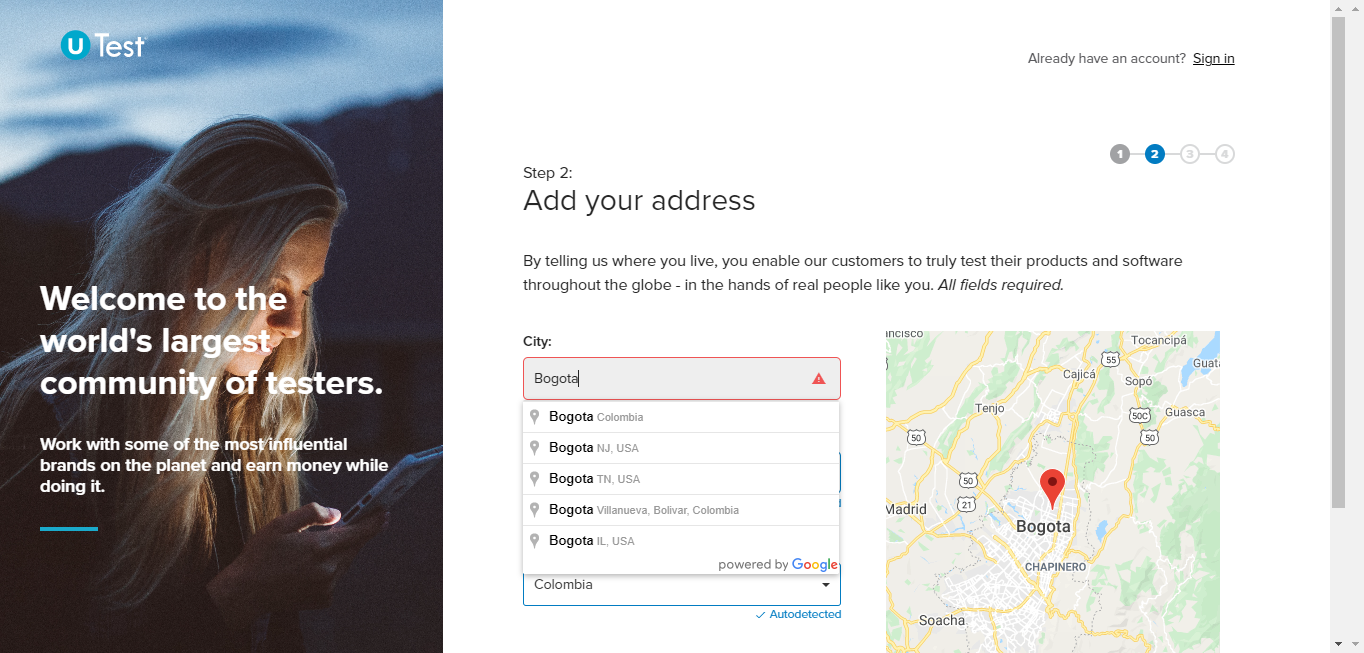 U Test
Already have an account? Sign in
1 2 3 4
Step 2:
Add your address
By telling us where you live, you enable our customers to truly test their products and software
throughout the globe - in the hands of real people like you. All fields required.
Welcome to the
world's largest
community of testers.
Work with some of the most influential
brands on the planet and earn money while
doing it.
City:
Bogota
Bogota Colombia
Bogota NJ, USA
Bogota TN, USA
Bogota Villanueva, Bolivar, Colombia
Bogota IL, USA
powered by Google
Colombia
Autodetected
ncisco
Tocancipá
55
Guat
Cajicá
Sopó
Tenjo
50C
Guasca
50
50
50
21
Madrid
Bogota
CHAPINERO
Soacha